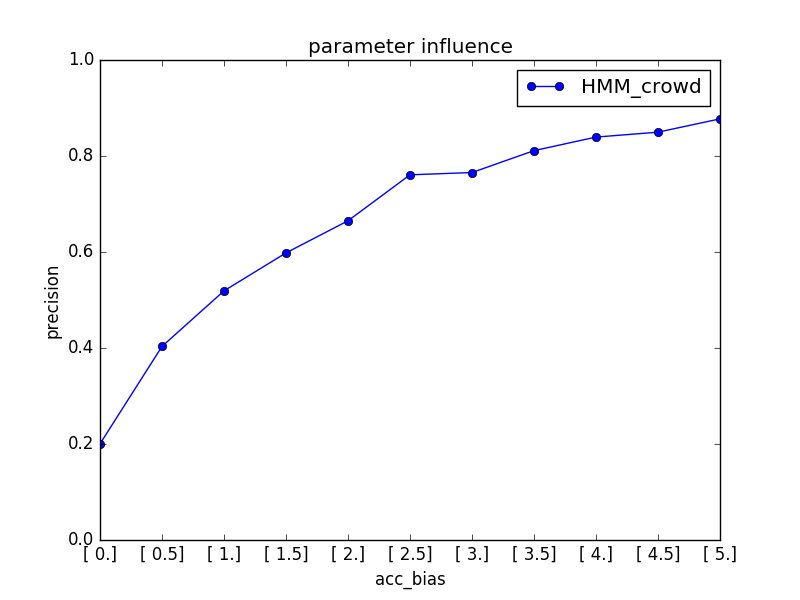 parameter influence
HMM_crowd
1.0
0.8
0.6
0.4
0.2
0.0
precision
[ 0.] [ 0.5] [ 1.] [ 1.5] [ 2.] [ 2.5] [ 3.] [ 3.5] [ 4.] [ 4.5] [ 5.]
acc_bias